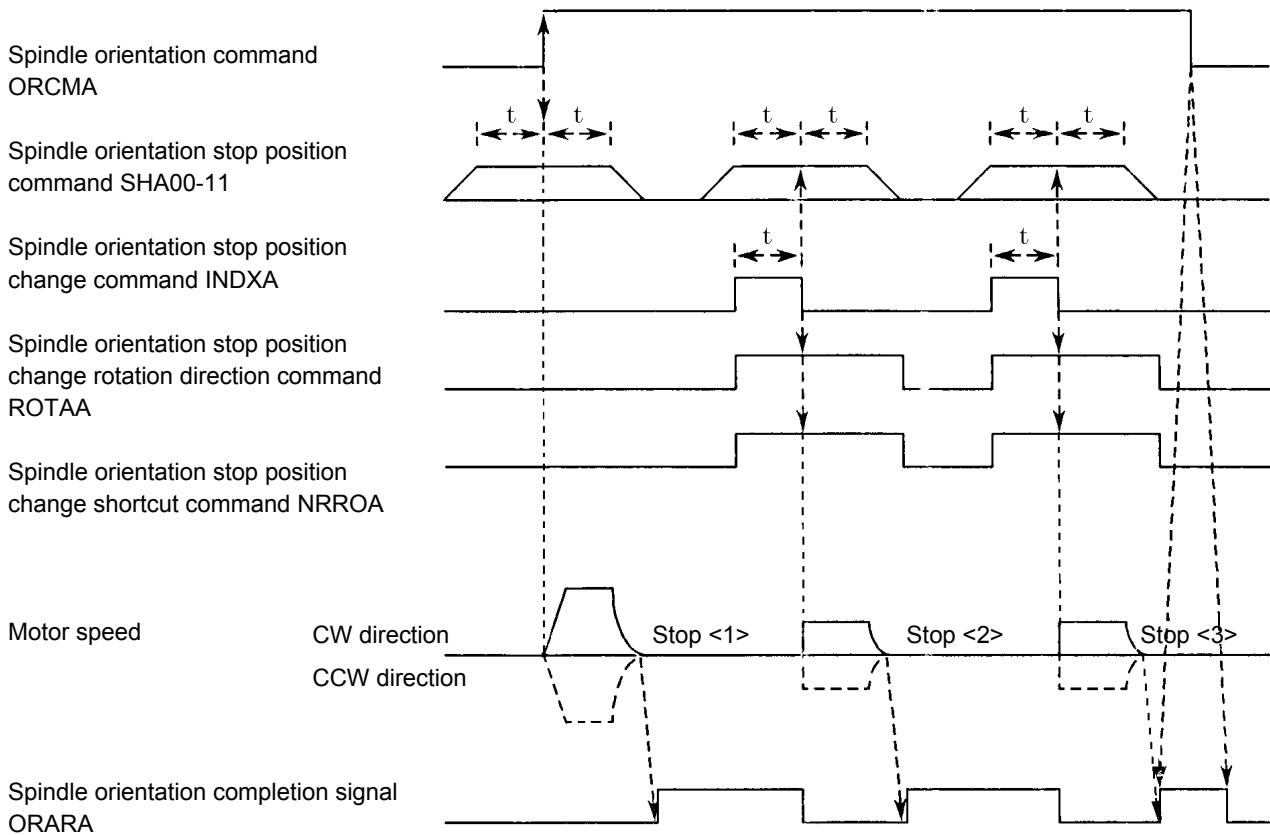 Spindle orientation command
ORCMA
t t t t t t
Spindle orientation stop position
command SHA00-11
Spindle orientation stop position
change command INDXA
t t
Spindle orientation stop position
change rotation direction command
ROTAA
Spindle orientation stop position
change shortcut command NRROA
Motor speed CW direction Stop <1> Stop <2> Stop <3>
CCW direction
Spindle orientation completion signal
ORARA